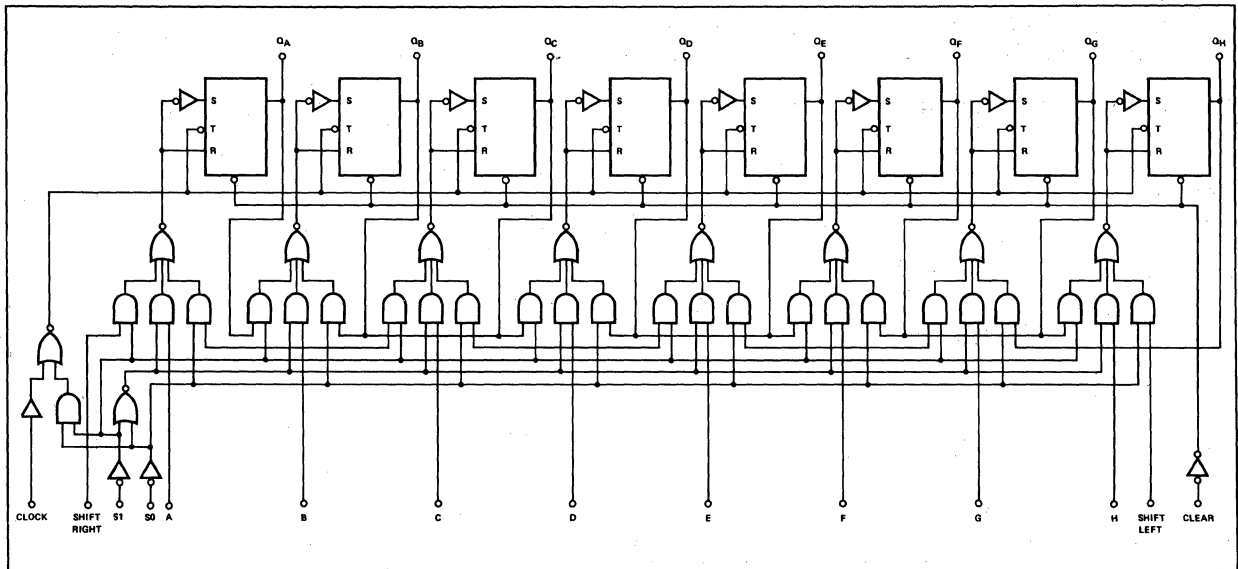 QA QB QC QD QE QF QG QH
S S S S S S S S
T T T T T T T T
R R R R R R R R
CLOCK SHIFT RIGHT S1 S0 A B C D E F G H SHIFT LEFT CLEAR